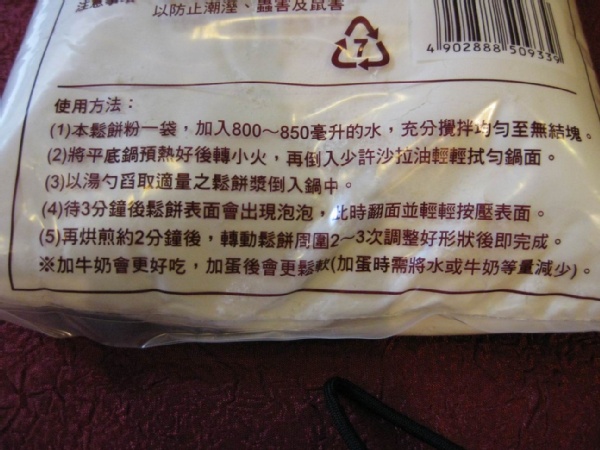 注意事項
以防止潮溼、蟲害及鼠害
7
4 902888 509339
使用方法：
(1)本鬆餅粉一袋，加入800～850毫升的水，充分攪拌均勻至無結塊。
(2)將平底鍋預熱好後轉小火，再倒入少許沙拉油輕輕拭勻鍋面。
(3)以湯勺舀取適量之鬆餅漿倒入鍋中。
(4)待3分鐘後鬆餅表面會出現泡泡，此時翻面並輕輕按壓表面。
(5)再烘煎約2分鐘後，轉動鬆餅周圍2～3次調整好形狀後即完成。
※加牛奶會更好吃，加蛋後會更鬆軟(加蛋時需將水或牛奶等量減少)。